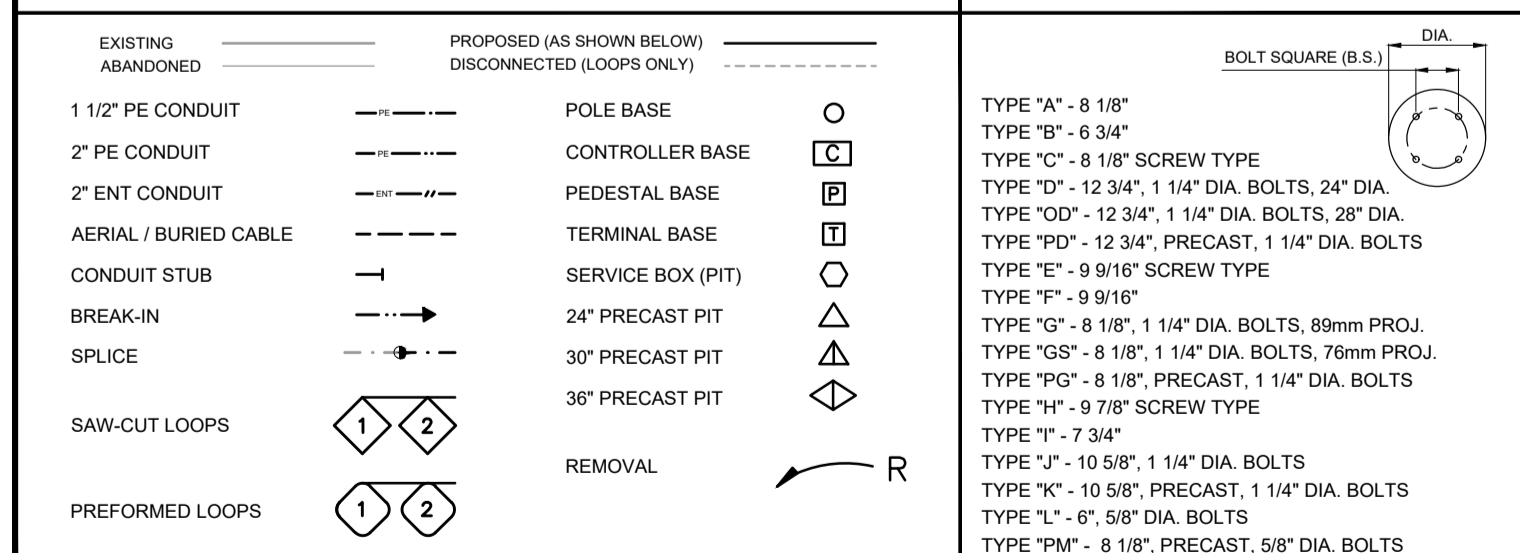 EXISTING
ABANDONED
PROPOSED (AS SHOWN BELOW)
DISCONNECTED (LOOPS ONLY)
1 1/2" PE CONDUIT
PE
2" PE CONDUIT
PE
2" ENT CONDUIT
ENT
AERIAL / BURIED CABLE
CONDUIT STUB
BREAK-IN
SPLICE
SAW-CUT LOOPS
1 2
PREFORMED LOOPS
1 2
POLE BASE
CONTROLLER BASE
C
PEDESTAL BASE
P
TERMINAL BASE
T
SERVICE BOX (PIT)
24" PRECAST PIT
30" PRECAST PIT
36" PRECAST PIT
REMOVAL
R
DIA.
BOLT SQUARE (B.S.)
TYPE "A" - 8 1/8"
TYPE "B" - 6 3/4"
TYPE "C" - 8 1/8" SCREW TYPE
TYPE "D" - 12 3/4", 1 1/4" DIA. BOLTS, 24" DIA.
TYPE "OD" - 12 3/4", 1 1/4" DIA. BOLTS, 28" DIA.
TYPE "PD" - 12 3/4", PRECAST, 1 1/4" DIA. BOLTS
TYPE "E" - 9 9/16" SCREW TYPE
TYPE "F" - 9 9/16"
TYPE "G" - 8 1/8", 1 1/4" DIA. BOLTS, 89mm PROJ.
TYPE "GS" - 8 1/8", 1 1/4" DIA. BOLTS, 76mm PROJ.
TYPE "PG" - 8 1/8", PRECAST, 1 1/4" DIA. BOLTS
TYPE "H" - 9 7/8" SCREW TYPE
TYPE "I" - 7 3/4"
TYPE "J" - 10 5/8", 1 1/4" DIA. BOLTS
TYPE "K" - 10 5/8", PRECAST, 1 1/4" DIA. BOLTS
TYPE "L" - 6", 5/8" DIA. BOLTS
TYPE "PM" - 8 1/8", PRECAST, 5/8" DIA. BOLTS